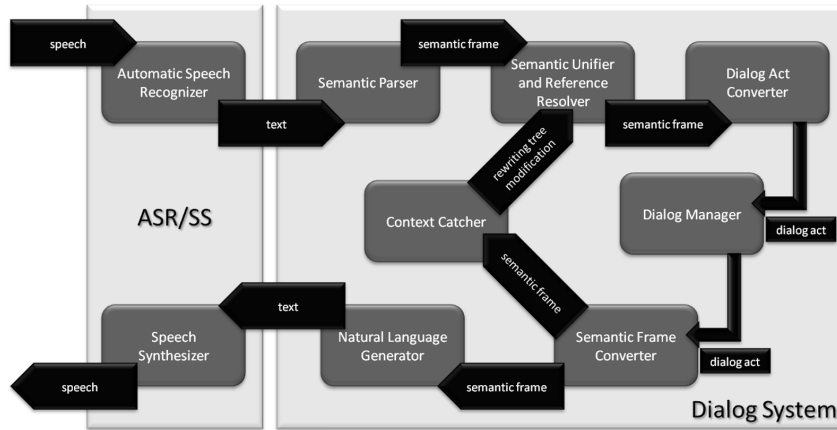 speech
Automatic Speech
Recognizer
text
Semantic Parser
semantic frame
Semantic Unifier
and Reference
Resolver
semantic frame
Dialog Act
Converter
dialog act
Dialog Manager
dialog act
rewriting tree
modification
Context Catcher
semantic frame
Semantic Frame
Converter
semantic frame
Natural Language
Generator
text
Speech
Synthesizer
speech
ASR/SS
Dialog System